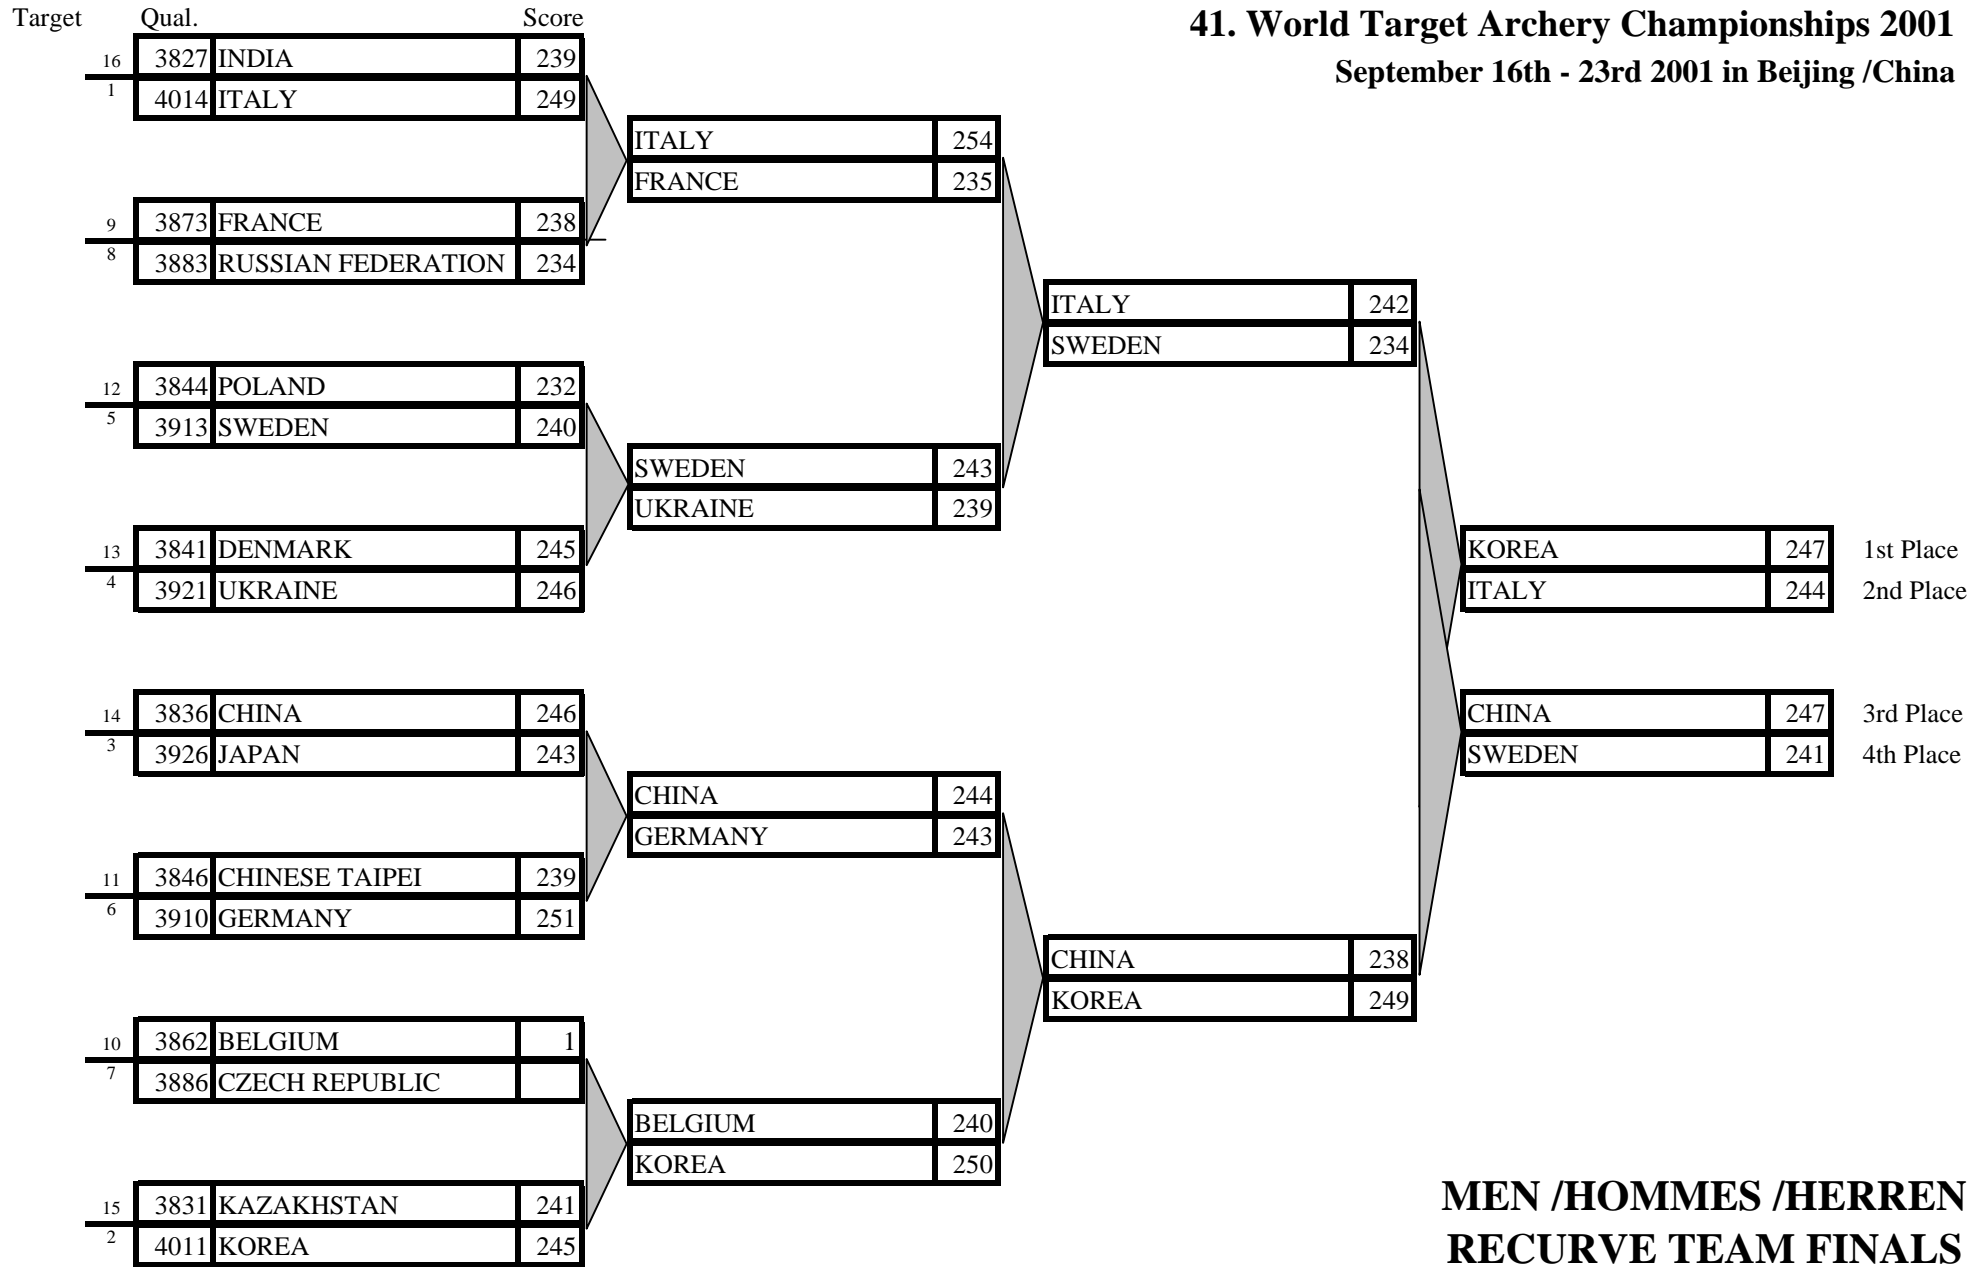 Target Qual. Score
41. World Target Archery Championships 2001
September 16th - 23rd 2001 in Beijing /China
16 3827 INDIA 239
1 4014 ITALY 249
9 3873 FRANCE 238
8 3883 RUSSIAN FEDERATION 234
12 3844 POLAND 232
5 3913 SWEDEN 240
13 3841 DENMARK 245
4 3921 UKRAINE 246
14 3836 CHINA 246
3 3926 JAPAN 243
11 3846 CHINESE TAIPEI 239
6 3910 GERMANY 251
10 3862 BELGIUM 1
7 3886 CZECH REPUBLIC
15 3831 KAZAKHSTAN 241
2 4011 KOREA 245
ITALY 254
FRANCE 235
SWEDEN 243
UKRAINE 239
CHINA 244
GERMANY 243
BELGIUM 240
KOREA 250
ITALY 242
SWEDEN 234
CHINA 238
KOREA 249
KOREA 247 1st Place
ITALY 244 2nd Place
CHINA 247 3rd Place
SWEDEN 241 4th Place
MEN /HOMMES /HERREN
RECURVE TEAM FINALS